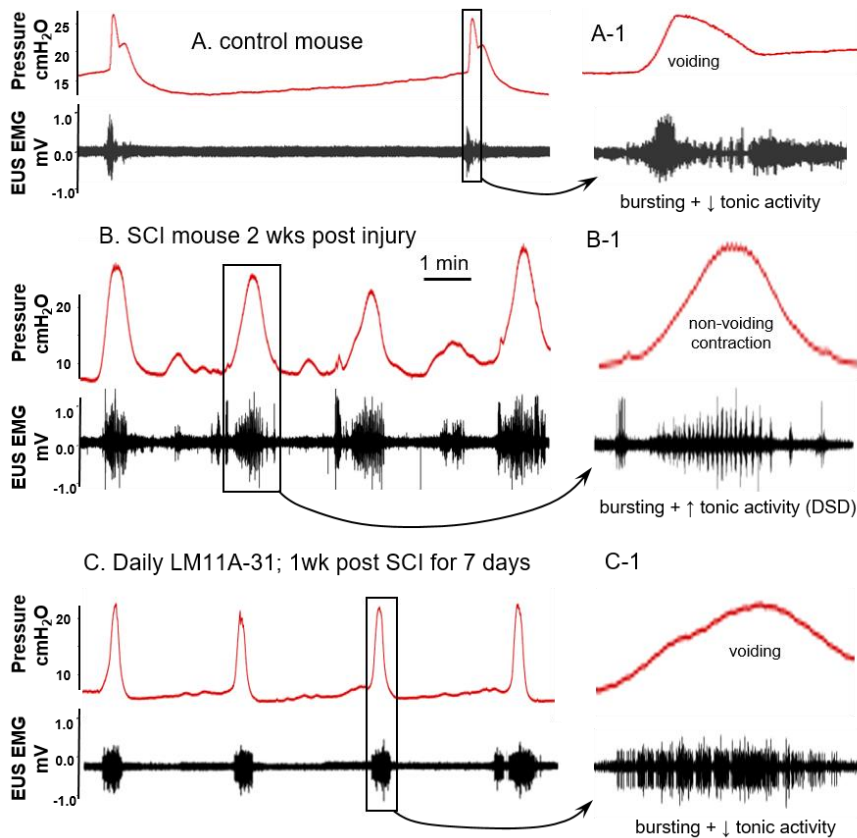 A. control mouse
Pressure
cmH₂O
25
20
15
EUS EMG
mV
1.0
0.0
-1.0
A-1
voiding
bursting + ↓ tonic activity
B. SCI mouse 2 wks post injury
1 min
Pressure
cmH₂O
20
10
EUS EMG
mV
1.0
0.0
-1.0
B-1
non-voiding
contraction
bursting + ↑ tonic activity (DSD)
C. Daily LM11A-31; 1wk post SCI for 7 days
Pressure
cmH₂O
20
10
EUS EMG
mV
1.0
0.0
-1.0
C-1
voiding
bursting + ↓ tonic activity